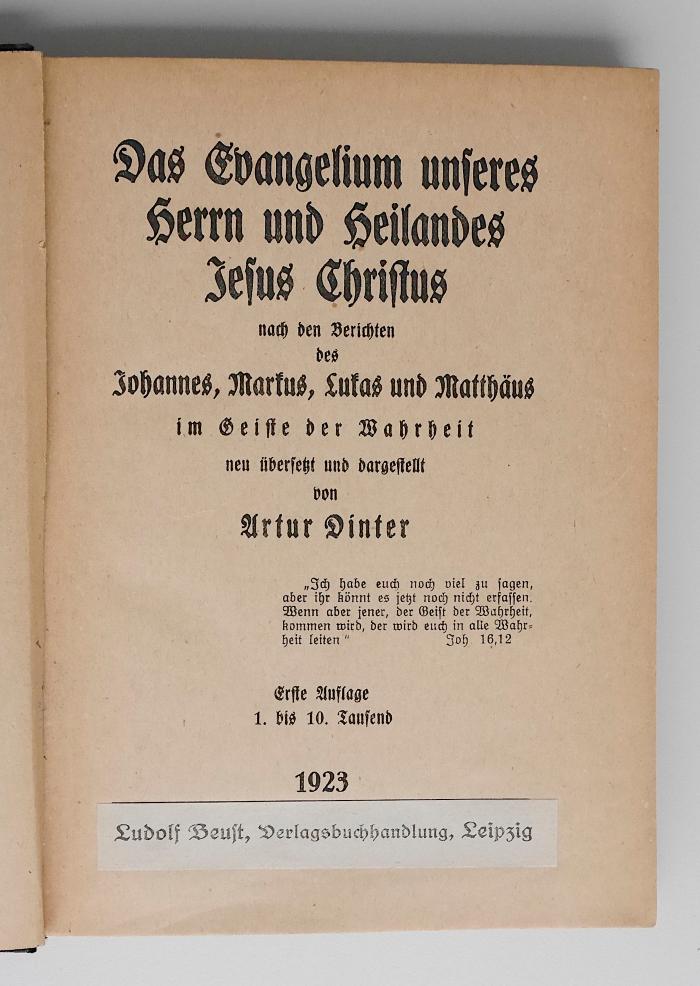 Das Evangelium unseres
Herrn und Heilandes
Jesus Christus
nach den Berichten
des
Johannes, Markus, Lukas und Matthäus
im Geiste der Wahrheit
neu übersetzt und dargestellt
von
Artur Dinter
„Ich habe euch noch viel zu sagen,
aber ihr könnt es jetzt noch nicht erfassen.
Wenn aber jener, der Geist der Wahrheit,
kommen wird, der wird euch in alle Wahr-
heit leiten“ Joh 16,12
Erste Auflage
1. bis 10. Tausend
1923
Ludolf Beust, Verlagsbuchhandlung, Leipzig